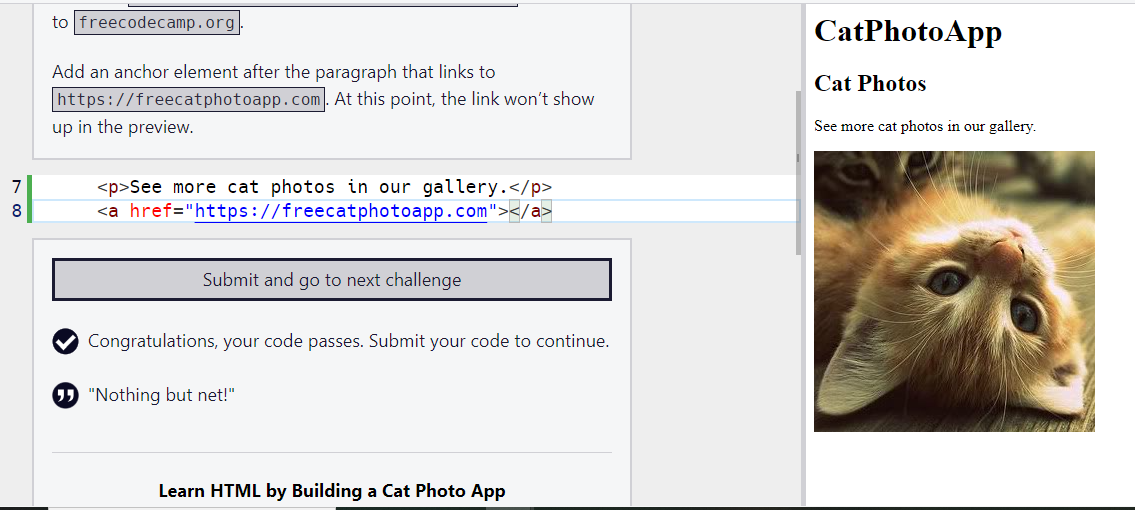 to freecodecamp.org.
Add an anchor element after the paragraph that links to
https://freecatphotoapp.com. At this point, the link won’t show
up in the preview.
7 <p>See more cat photos in our gallery.</p>
8 <a href="https://freecatphotoapp.com"></a>
Submit and go to next challenge
Congratulations, your code passes. Submit your code to continue.
"Nothing but net!"
Learn HTML by Building a Cat Photo App
CatPhotoApp
Cat Photos
See more cat photos in our gallery.